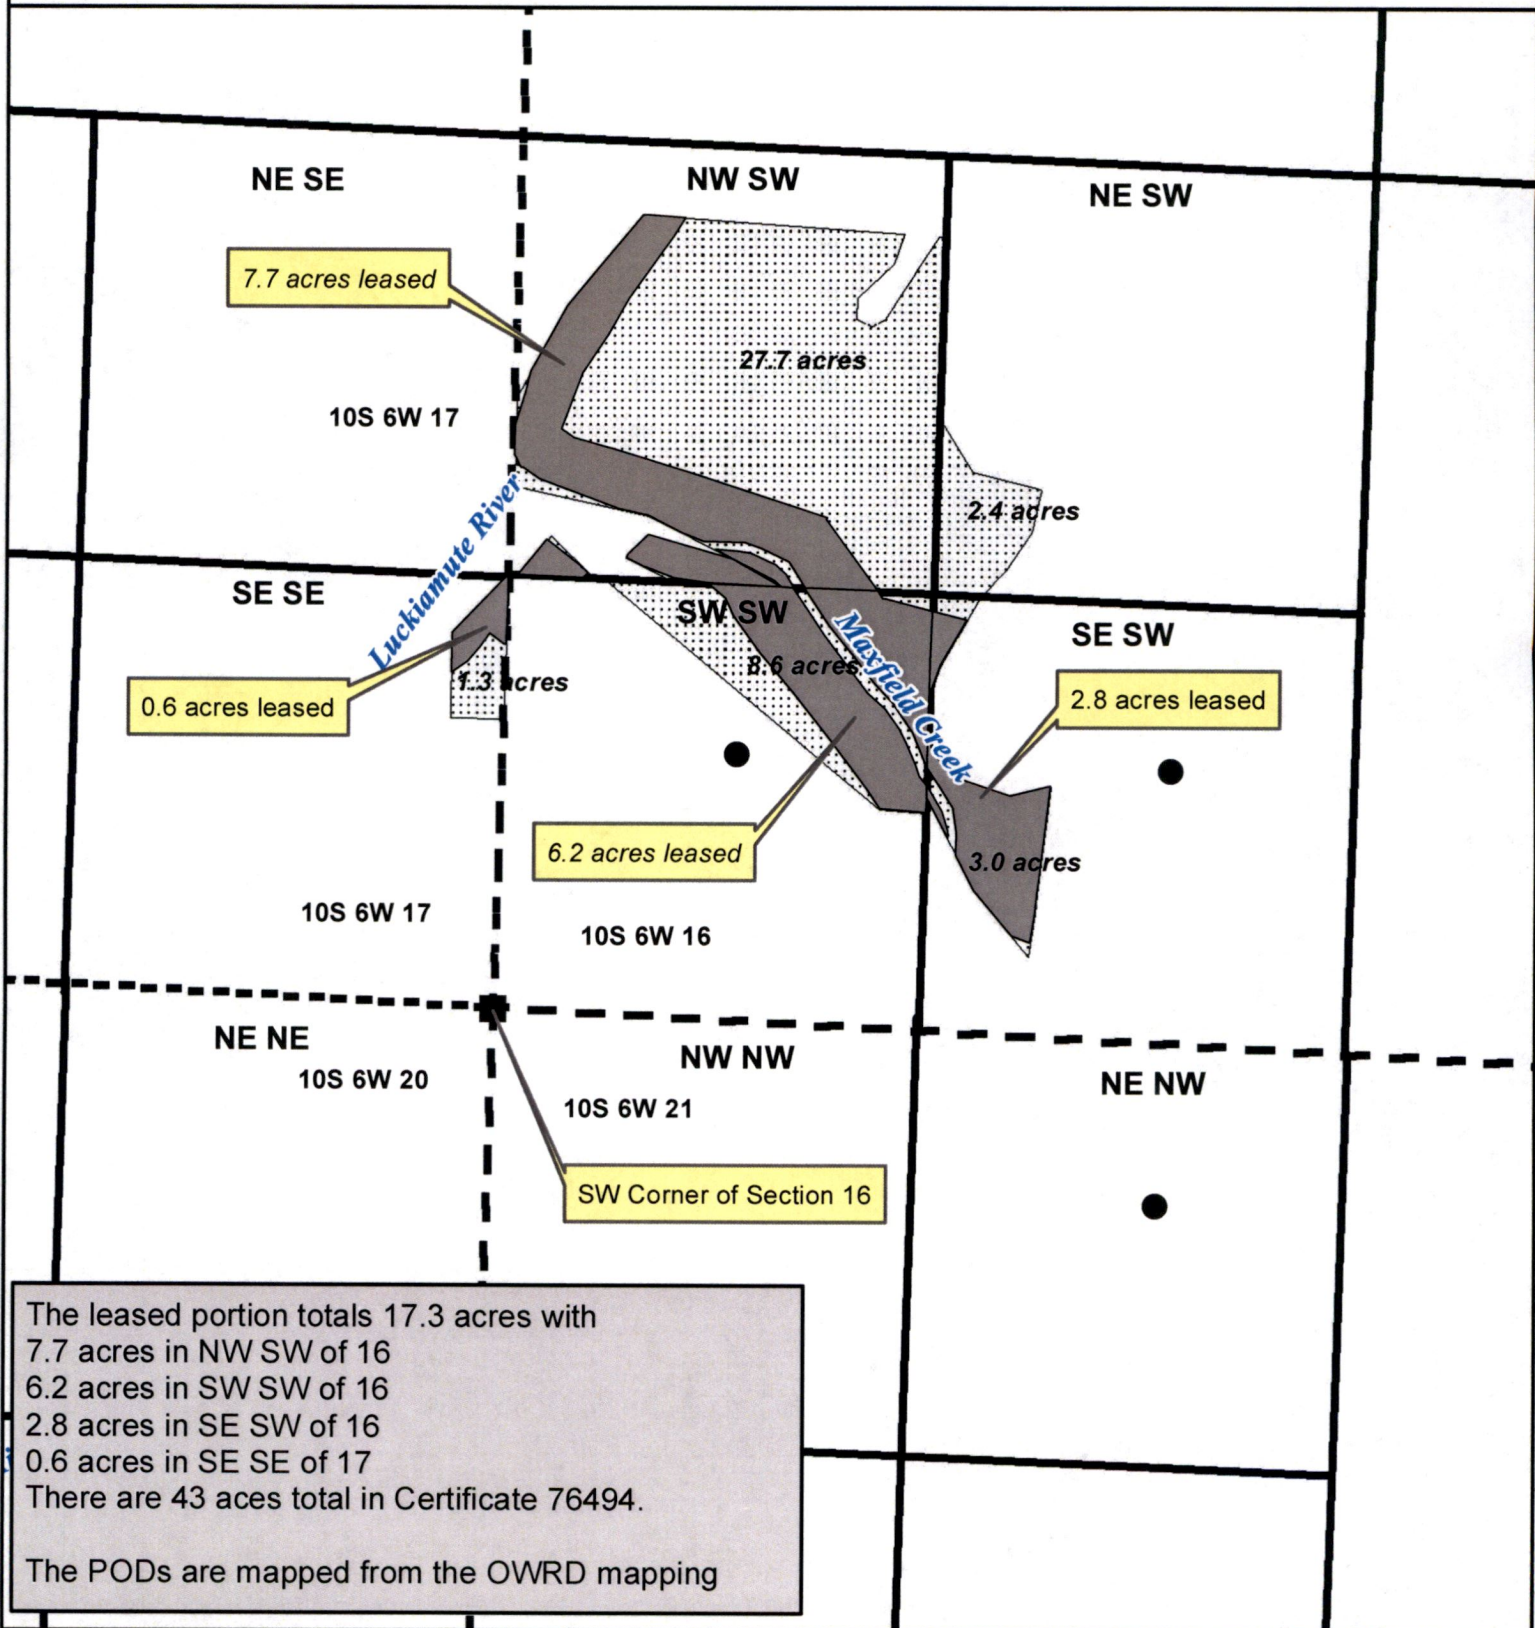 NE SE
NW SW
NE SW
7.7 acres leased
27.7 acres
10S 6W 17
Luckiamute River
2.4 acres
SE SE
SW SW
SE SW
Maxfield Creek
8.6 acres
1.3 acres
0.6 acres leased
2.8 acres leased
6.2 acres leased
3.0 acres
10S 6W 17
10S 6W 16
NE NE
NW NW
NE NW
10S 6W 20
10S 6W 21
SW Corner of Section 16
The leased portion totals 17.3 acres with
7.7 acres in NW SW of 16
6.2 acres in SW SW of 16
2.8 acres in SE SW of 16
0.6 acres in SE SE of 17
There are 43 aces total in Certificate 76494.
The PODs are mapped from the OWRD mapping